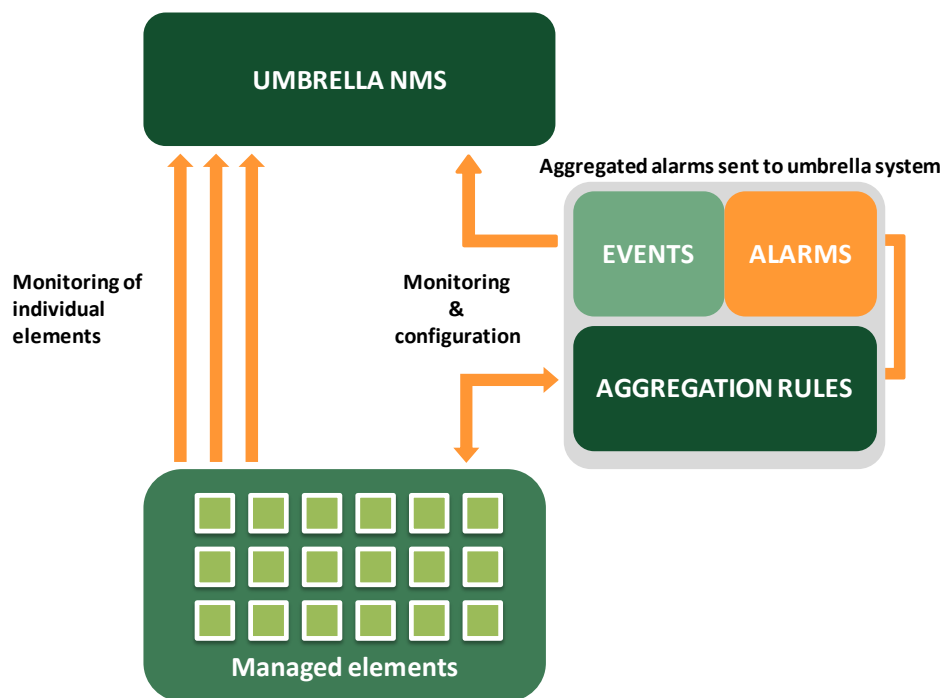 UMBRELLA NMS
Aggregated alarms sent to umbrella system
EVENTS
ALARMS
Monitoring of
individual
elements
Monitoring
&
configuration
AGGREGATION RULES
Managed elements